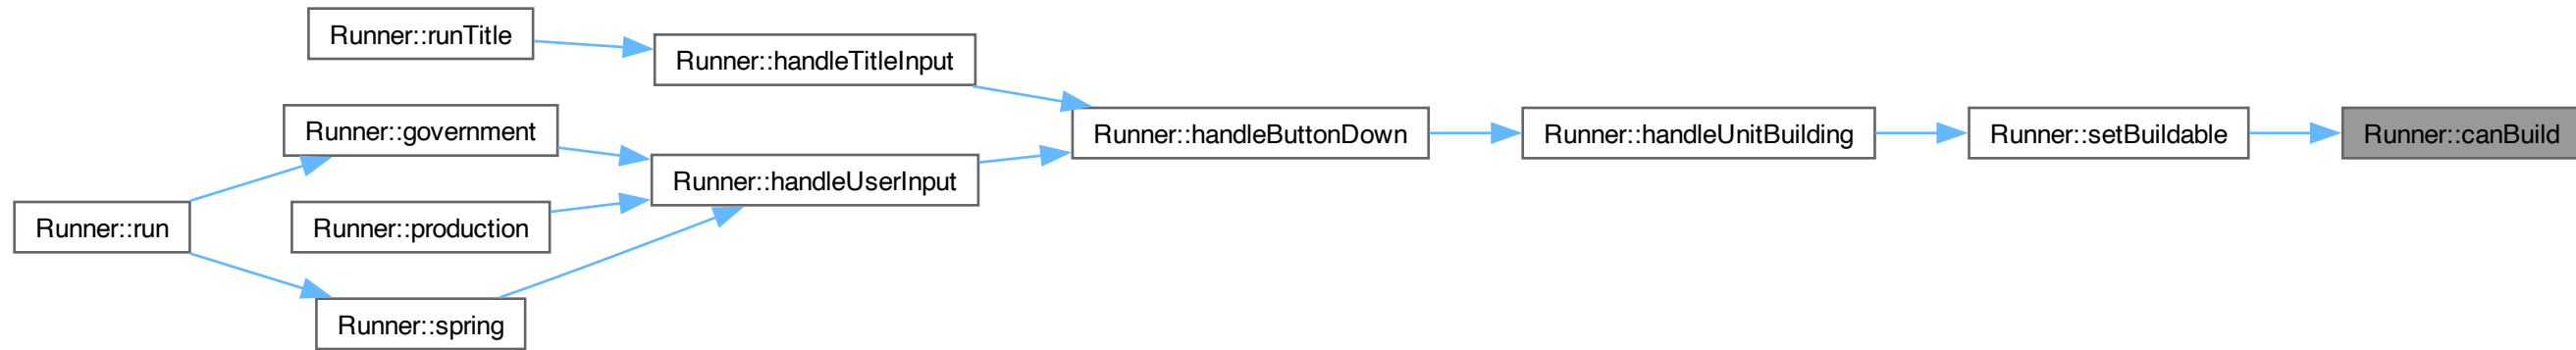 Runner::runTitle
Runner::handleTitleInput
Runner::government
Runner::handleButtonDown
Runner::handleUnitBuilding
Runner::setBuildable
Runner::canBuild
Runner::handleUserInput
Runner::run
Runner::production
Runner::spring